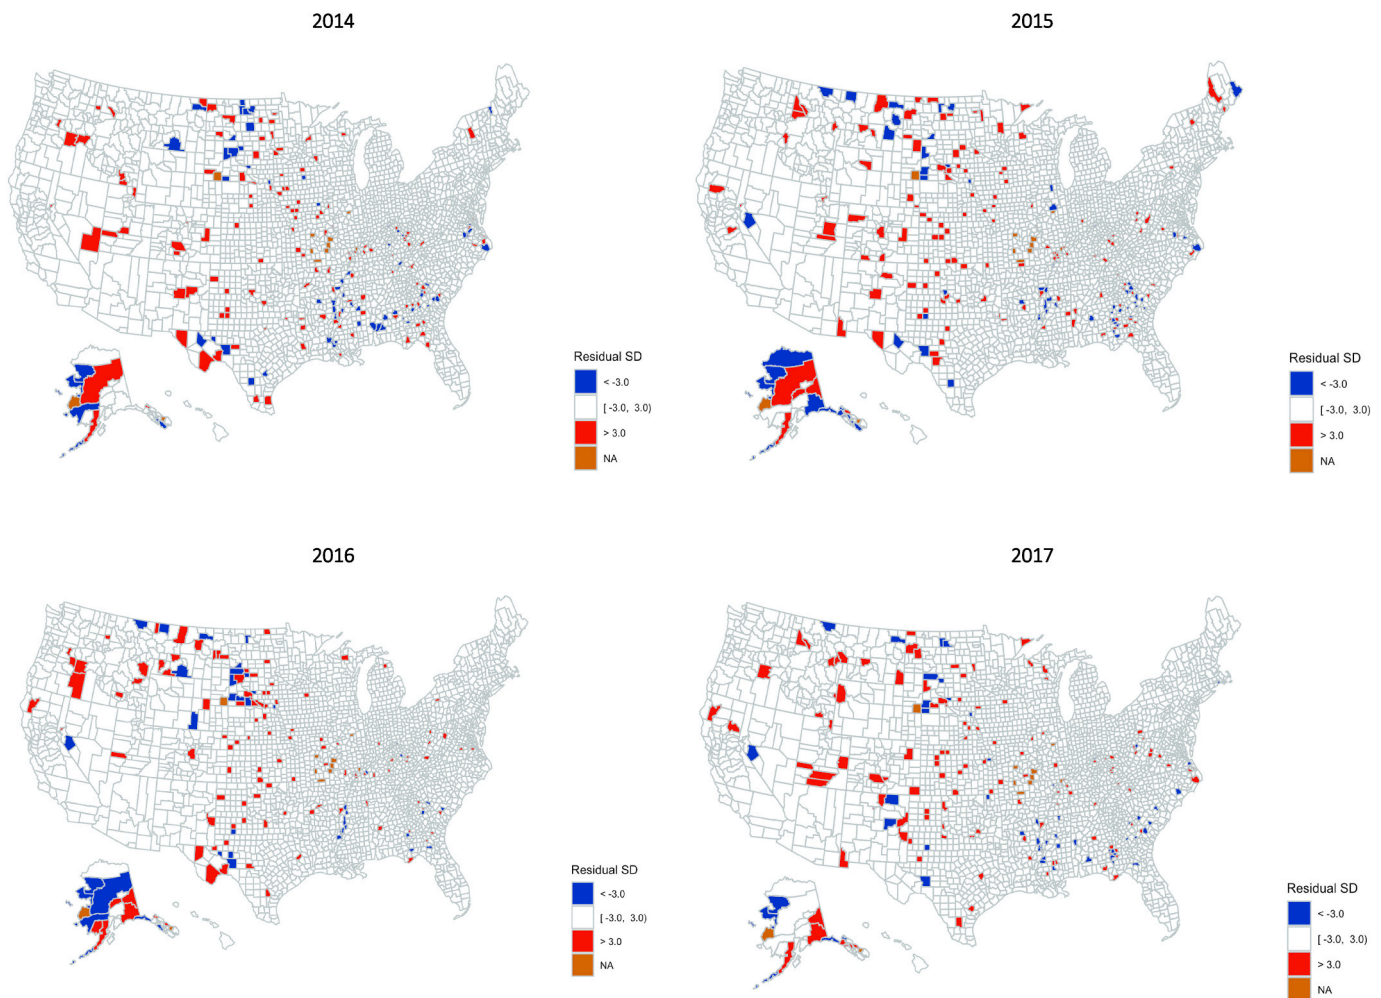 2014
2015
Residual SD
< -3.0
[ -3.0, 3.0)
> 3.0
NA
Residual SD
< -3.0
[ -3.0, 3.0)
> 3.0
NA
2016
2017
Residual SD
< -3.0
[ -3.0, 3.0)
> 3.0
NA
Residual SD
< -3.0
[ -3.0, 3.0)
> 3.0
NA